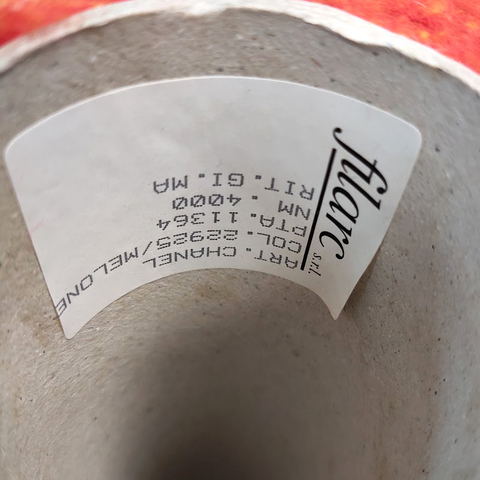 filarc s.r.l.
ART. CHANEL
COL. 22925/MELONE
PTA. 11364
NM. 4000
RIT. GI. MA